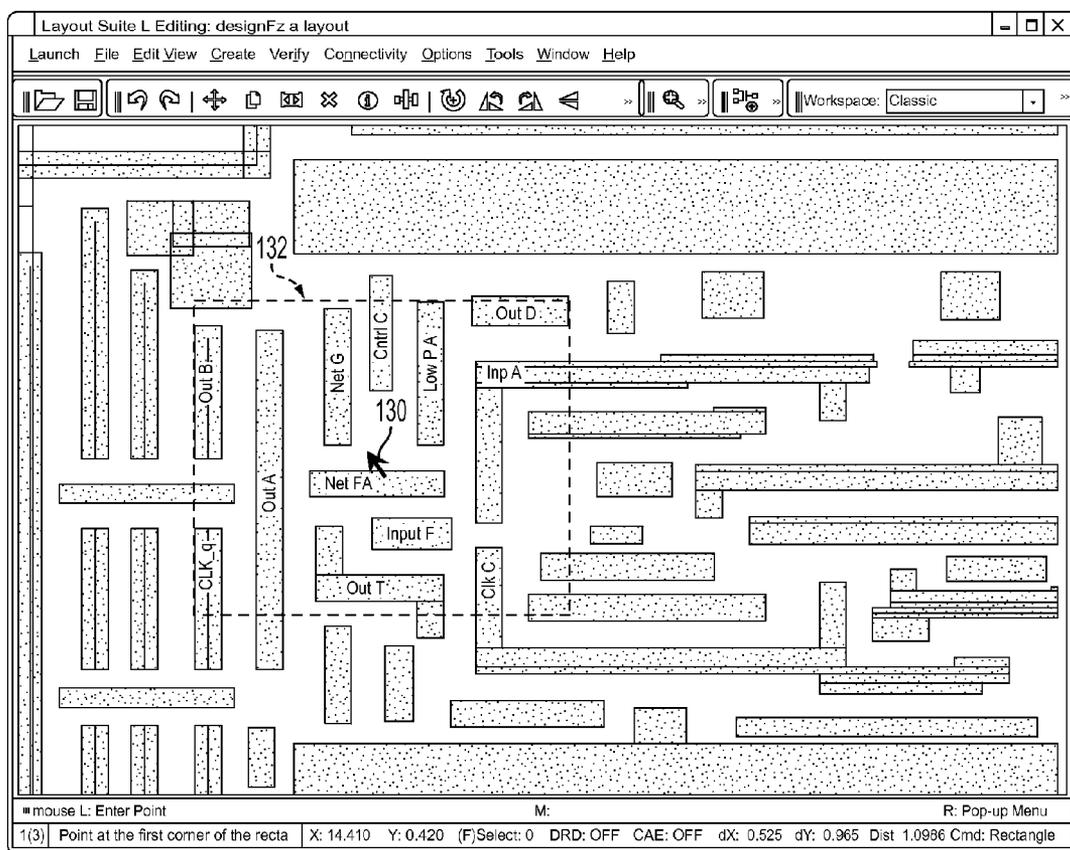 Layout Suite L Editing: designFz a layout
Launch File Edit View Create Verify Connectivity Options Tools Window Help
Workspace: Classic
132
Out D
Cntrl C
Net G
Low P A
Out B
Inp A
130
Out A
Net FA
Input F
CLK_q
Clk C
Out T
mouse L: Enter Point M: R: Pop-up Menu
1(3) Point at the first corner of the recta X: 14.410 Y: 0.420 (F)Select: 0 DRD: OFF CAE: OFF dX: 0.525 dY: 0.965 Dist 1.0986 Cmd: Rectangle